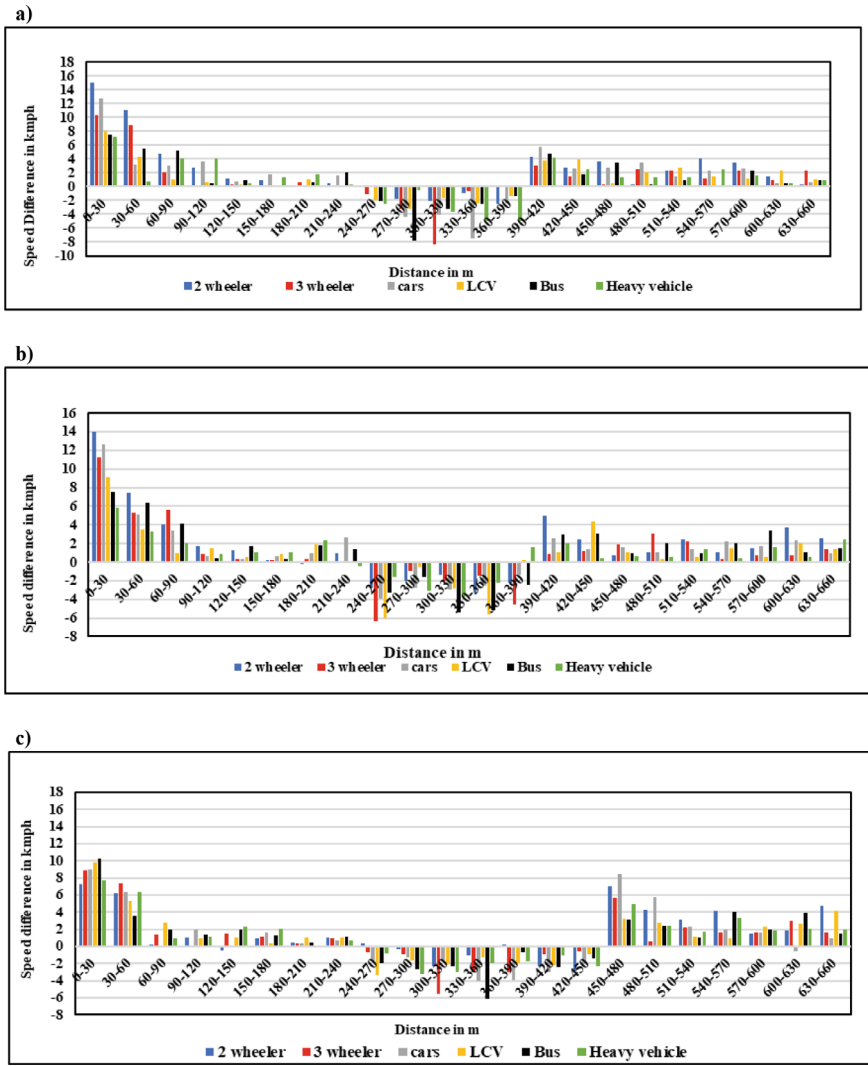 a)
18
16
14
12
10
8
6
4
2
0
-2
-4
-6
-8
-10
Speed Difference in kmph
0-30 30-60 60-90 90-120 120-150 150-180 180-210 210-240 240-270 270-300 300-330 330-360 360-390 390-420 420-450 450-480 480-510 510-540 540-570 570-600 600-630 630-660
Distance in m
2 wheeler 3 wheeler cars LCV Bus Heavy vehicle
b)
16
14
12
10
8
6
4
2
0
-2
-4
-6
-8
Speed difference in kmph
0-30 30-60 60-90 90-120 120-150 150-180 180-210 210-240 240-270 270-300 300-330 330-360 360-390 390-420 420-450 450-480 480-510 510-540 540-570 570-600 600-630 630-660
Distance in m
2 wheeler 3 wheeler cars LCV Bus Heavy vehicle
c)
18
16
14
12
10
8
6
4
2
0
-2
-4
-6
-8
Speed difference in kmph
0-30 30-60 60-90 90-120 120-150 150-180 180-210 210-240 240-270 270-300 300-330 330-360 360-390 390-420 420-450 450-480 480-510 510-540 540-570 570-600 600-630 630-660
Distance in m
2 wheeler 3 wheeler cars LCV Bus Heavy vehicle